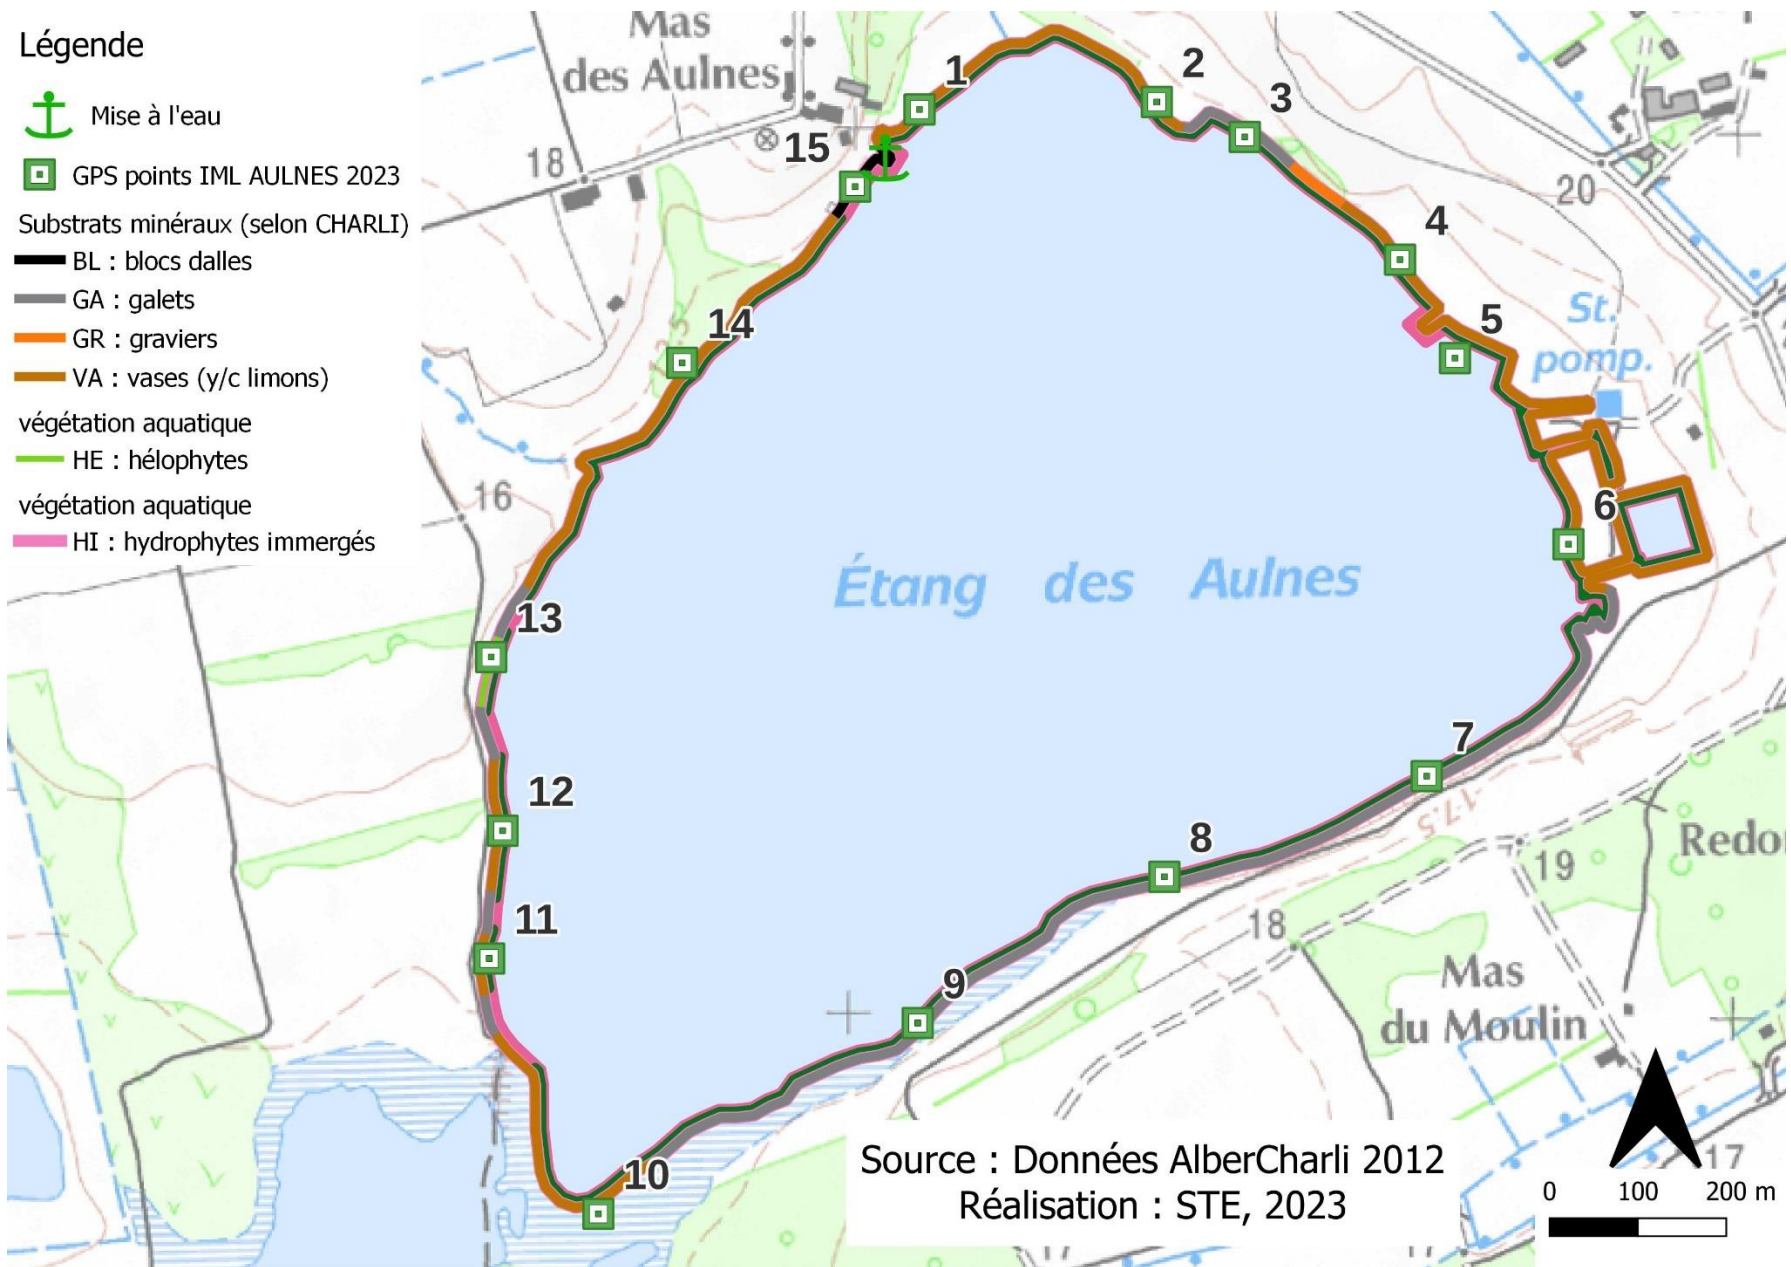 Légende
Mise à l'eau
GPS points IML AULNES 2023
Substrats minéraux (selon CHARLI)
BL : blocs dalles
GA : galets
GR : graviers
VA : vases (y/c limons)
végétation aquatique
HE : hélophytes
végétation aquatique
HI : hydrophytes immergés
Mas
des Aulnes
18
1
2
3
15
20
4
St.
pomp.
5
14
16
6
Étang des Aulnes
13
7
17.5
12
8
Redon
19
11
18
9
Mas
du Moulin
10
17
Source : Données AlberCharli 2012
Réalisation : STE, 2023
0 100 200 m